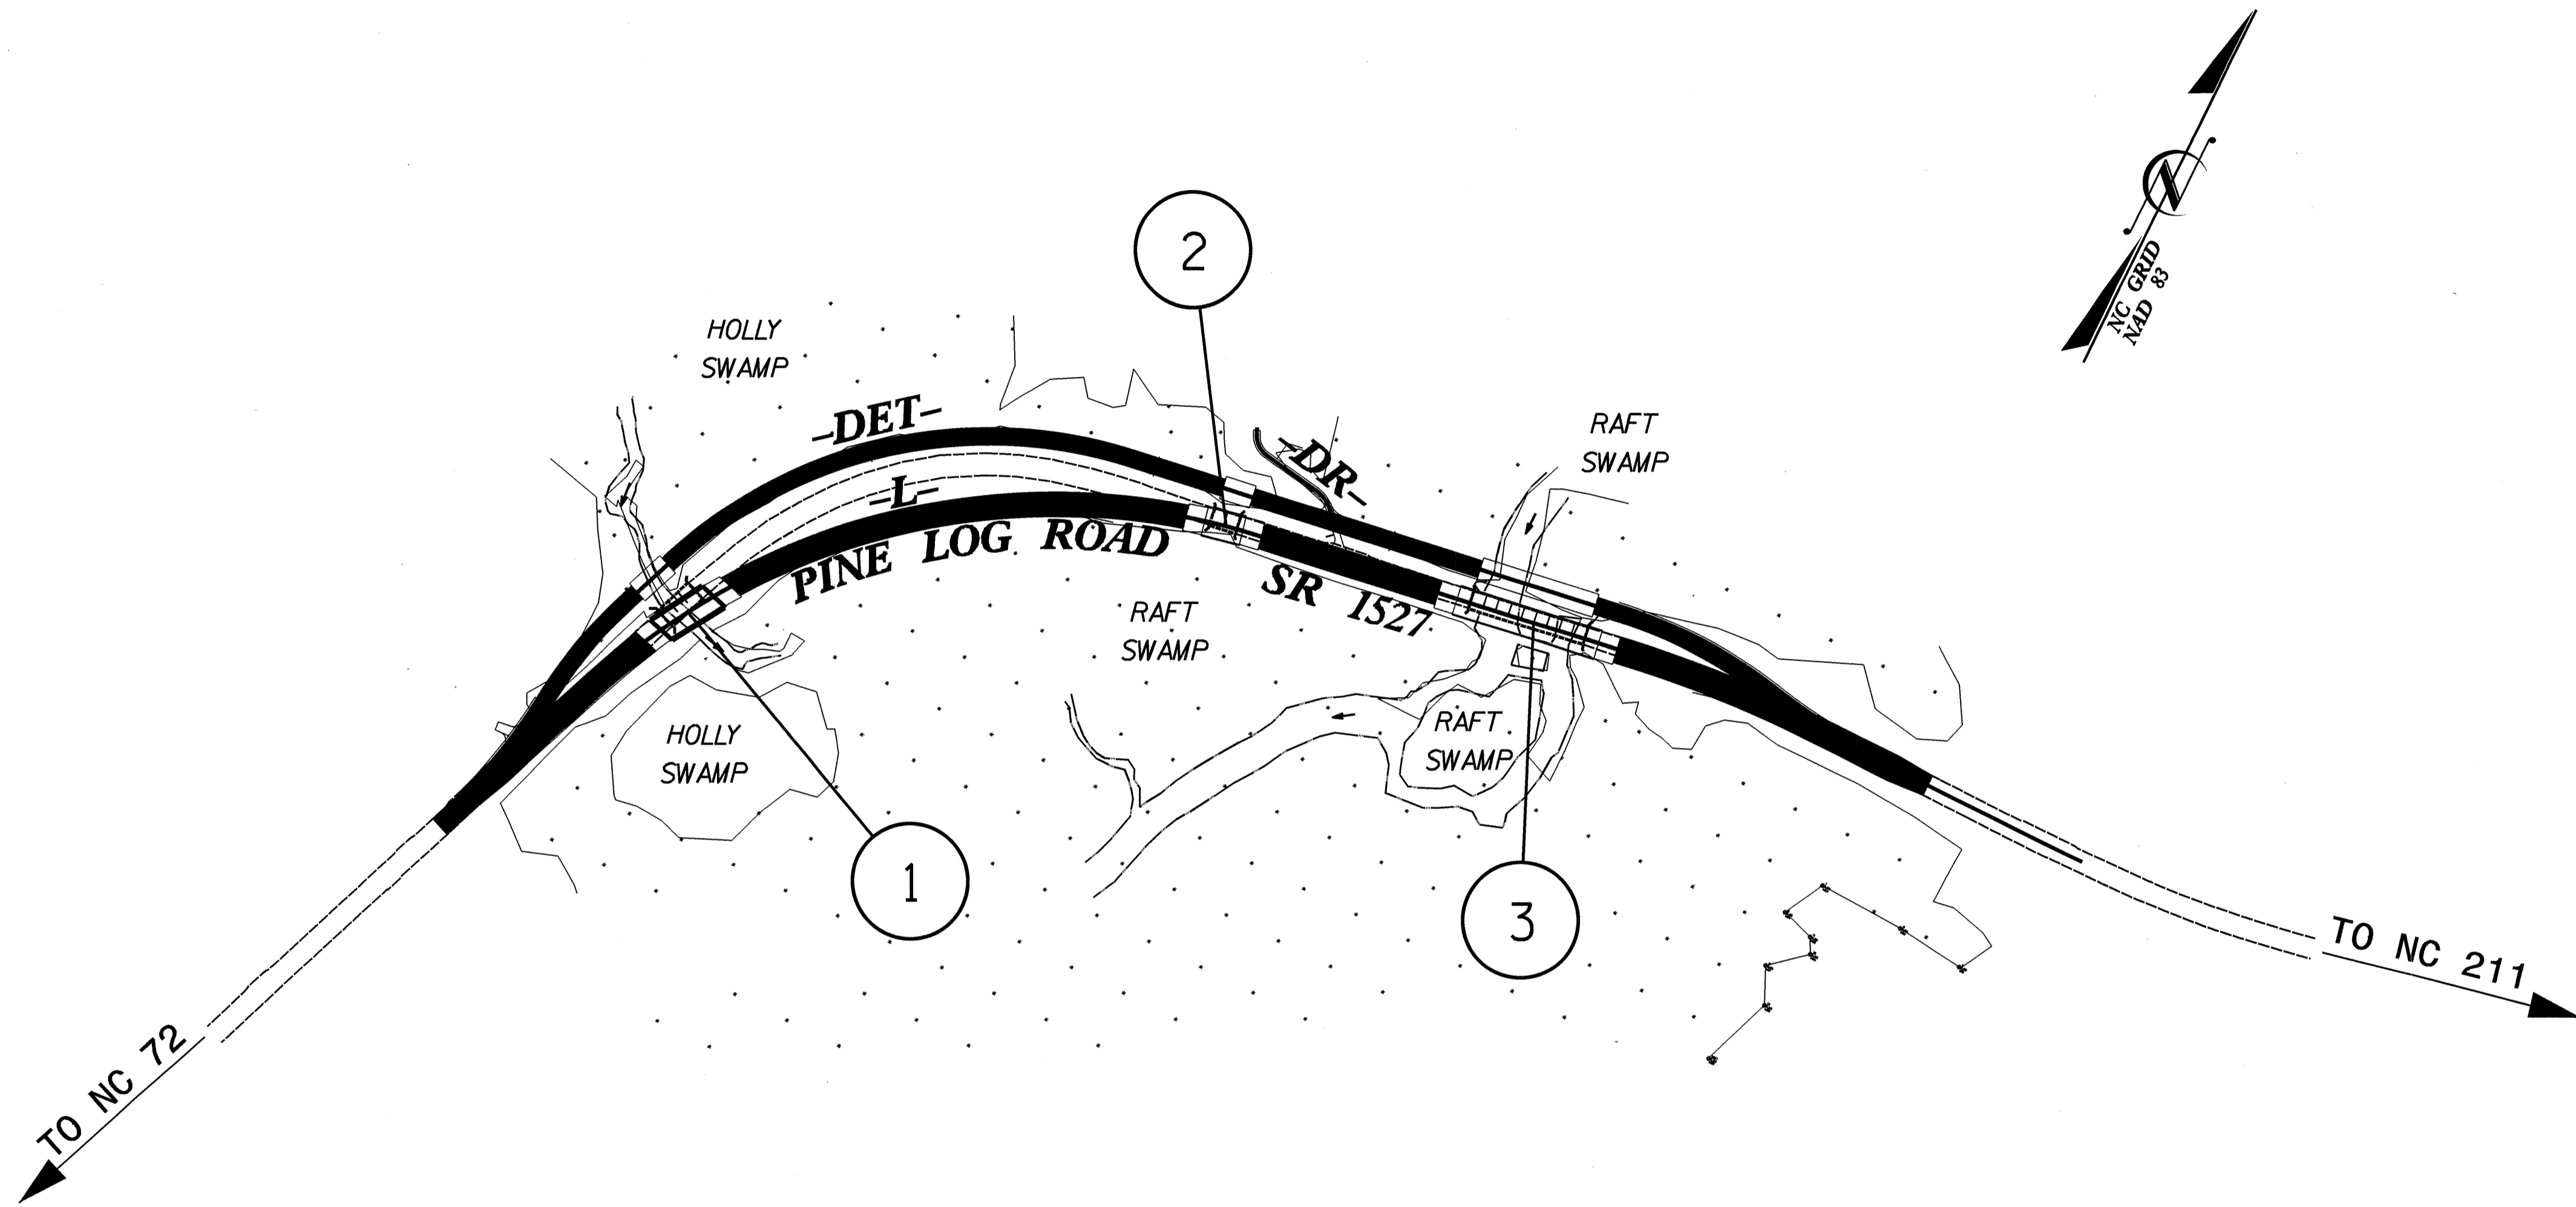 N
NC GRID
NAD 83
2
HOLLY
SWAMP
-DET-
RAFT
SWAMP
-DR-
-L-
PINE LOG ROAD
SR 1527
RAFT
SWAMP
HOLLY
SWAMP
RAFT
SWAMP
1
3
TO NC 211
TO NC 72